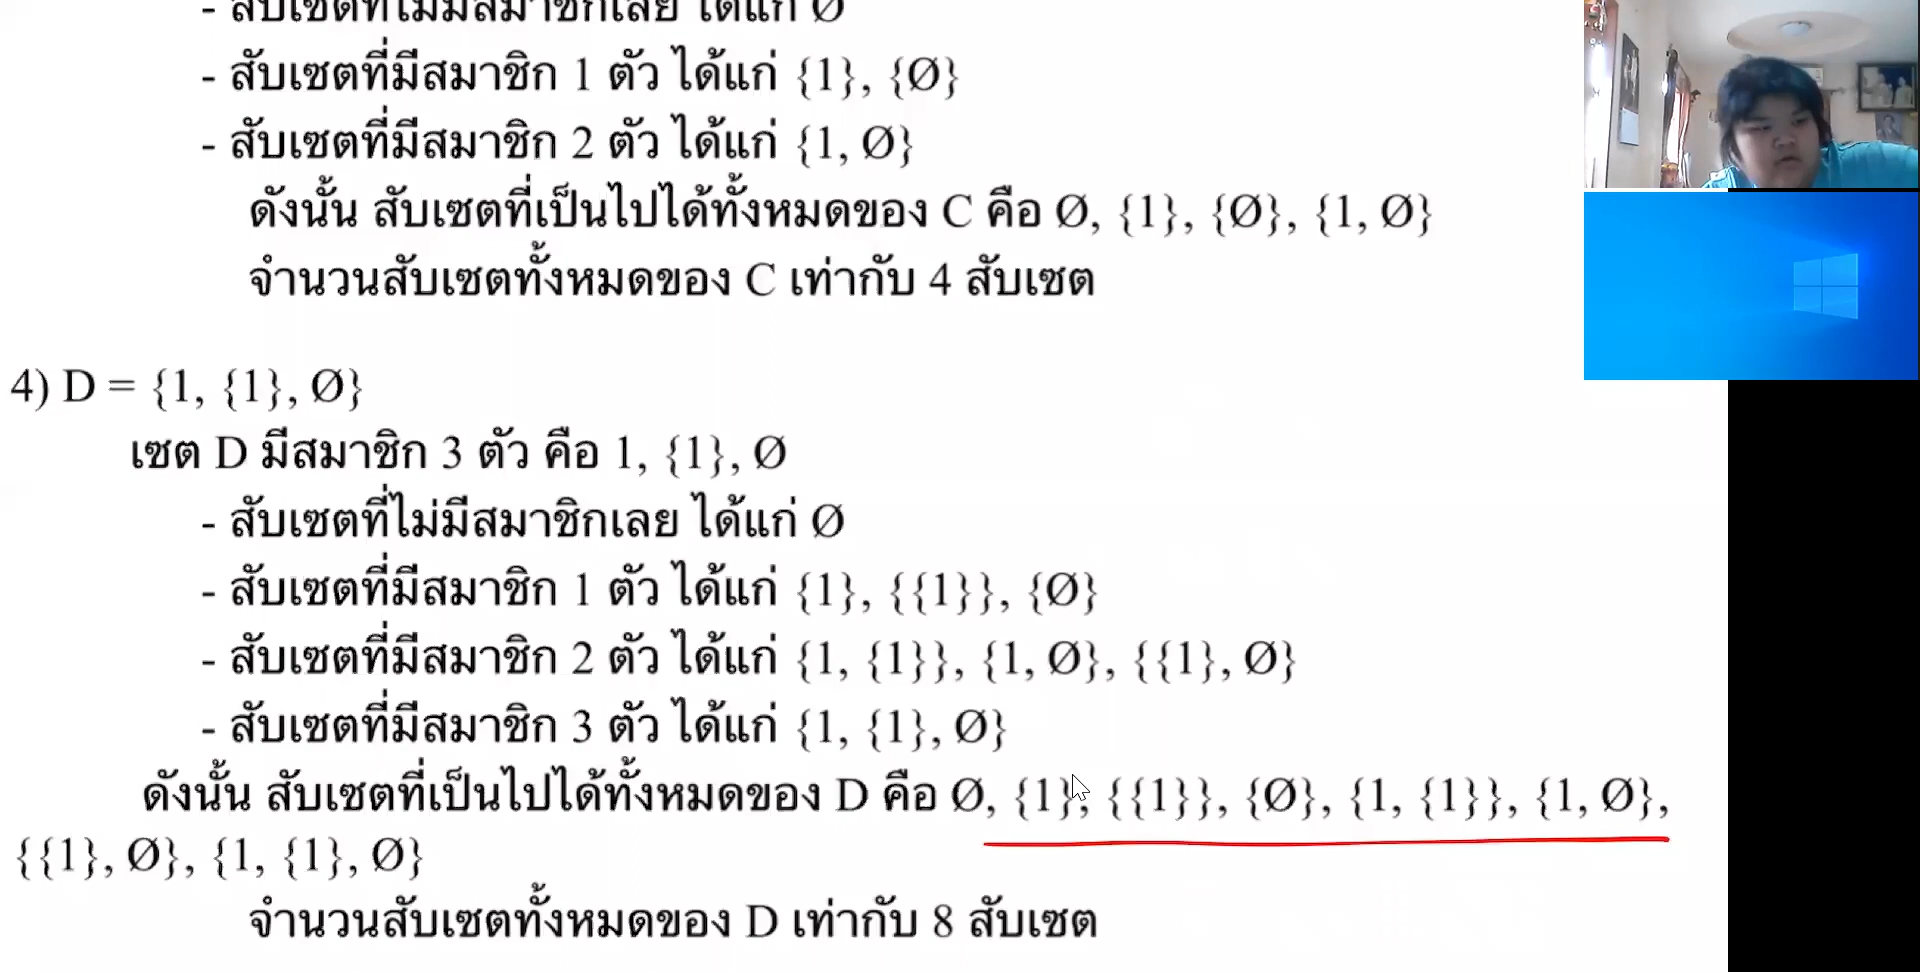 - สับเซตที่ไม่มีสมาชิกเลย ได้แก่ Ø
- สับเซตที่มีสมาชิก 1 ตัว ได้แก่ {1}, {Ø}
- สับเซตที่มีสมาชิก 2 ตัว ได้แก่ {1, Ø}
ดังนั้น สับเซตที่เป็นไปได้ทั้งหมดของ C คือ Ø, {1}, {Ø}, {1, Ø}
จำนวนสับเซตทั้งหมดของ C เท่ากับ 4 สับเซต
4) D = {1, {1}, Ø}
เซต D มีสมาชิก 3 ตัว คือ 1, {1}, Ø
- สับเซตที่ไม่มีสมาชิกเลย ได้แก่ Ø
- สับเซตที่มีสมาชิก 1 ตัว ได้แก่ {1}, {{1}}, {Ø}
- สับเซตที่มีสมาชิก 2 ตัว ได้แก่ {1, {1}}, {1, Ø}, {{1}, Ø}
- สับเซตที่มีสมาชิก 3 ตัว ได้แก่ {1, {1}, Ø}
ดังนั้น สับเซตที่เป็นไปได้ทั้งหมดของ D คือ Ø, {1}, {{1}}, {Ø}, {1, {1}}, {1, Ø},
{{1}, Ø}, {1, {1}, Ø}
จำนวนสับเซตทั้งหมดของ D เท่ากับ 8 สับเซต